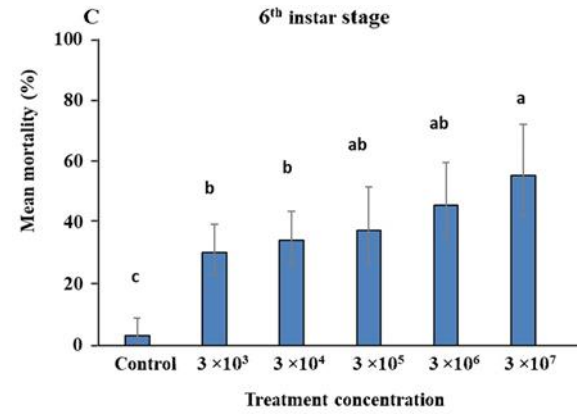 C
6th instar stage
Mean mortality (%)
100
80
60
40
20
0
c
b
b
ab
ab
a
Control
3 ×10³
3 ×10⁴
3 ×10⁵
3 ×10⁶
3 ×10⁷
Treatment concentration